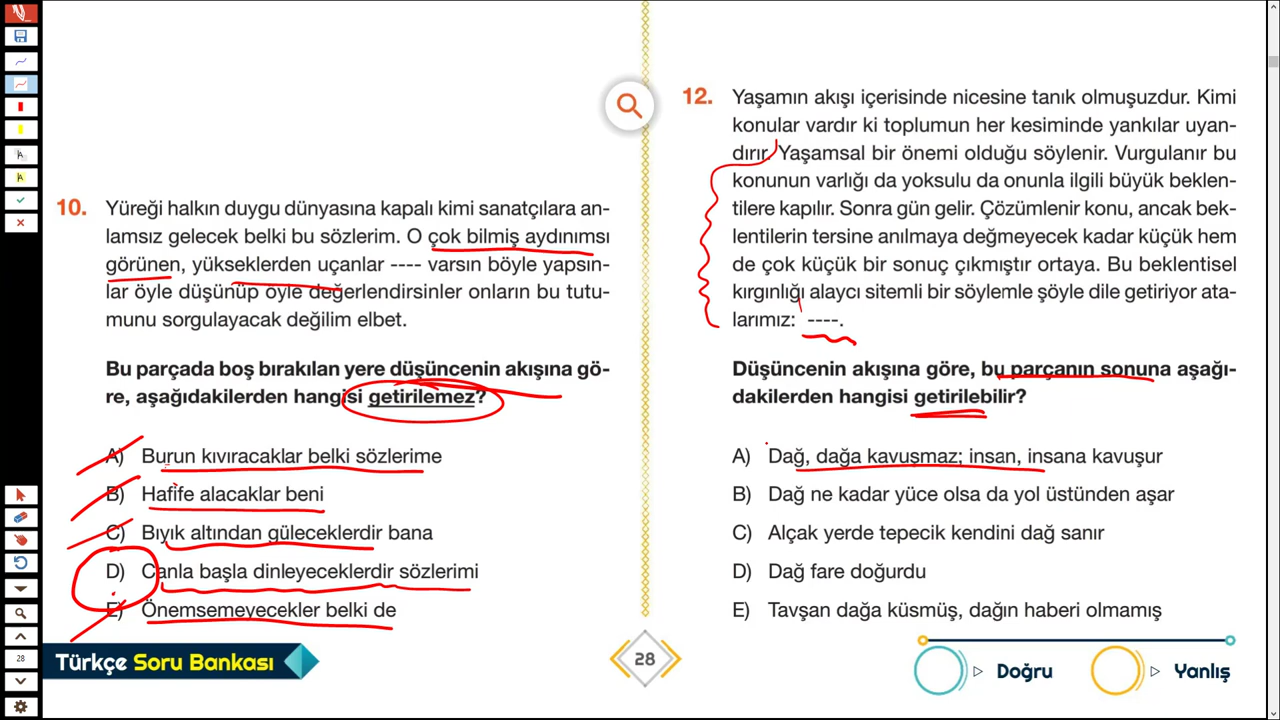 10. Yüreği halkın duygu dünyasına kapalı kimi sanatçılara an-
lamsız gelecek belki bu sözlerim. O çok bilmiş aydınımsı
görünen, yükseklerden uçanlar ---- varsın böyle yapsın-
lar öyle düşünüp öyle değerlendirsinler onların bu tutu-
munu sorgulayacak değilim elbet.
Bu parçada boş bırakılan yere düşüncenin akışına gö-
re, aşağıdakilerden hangisi getirilemez?
A) Burun kıvıracaklar belki sözlerime
B) Hafife alacaklar beni
C) Bıyık altından güleceklerdir bana
D) Canla başla dinleyeceklerdir sözlerimi
E) Önemsemeyecekler belki de
12. Yaşamın akışı içerisinde nicesine tanık olmuşuzdur. Kimi
konular vardır ki toplumun her kesiminde yankılar uyan-
dırır. Yaşamsal bir önemi olduğu söylenir. Vurgulanır bu
konunun varlığı da yoksulu da onunla ilgili büyük beklen-
tilere kapılır. Sonra gün gelir. Çözümlenir konu, ancak bek-
lentilerin tersine anılmaya değmeyecek kadar küçük hem
de çok küçük bir sonuç çıkmıştır ortaya. Bu beklentisel
kırgınlığı alaycı sitemli bir söylemle şöyle dile getiriyor ata-
larımız: ----.
Düşüncenin akışına göre, bu parçanın sonuna aşağı-
dakilerden hangisi getirilebilir?
A) Dağ, dağa kavuşmaz; insan, insana kavuşur
B) Dağ ne kadar yüce olsa da yol üstünden aşar
C) Alçak yerde tepecik kendini dağ sanır
D) Dağ fare doğurdu
E) Tavşan dağa küsmüş, dağın haberi olmamış
Türkçe Soru Bankası
28
Doğru
Yanlış
28